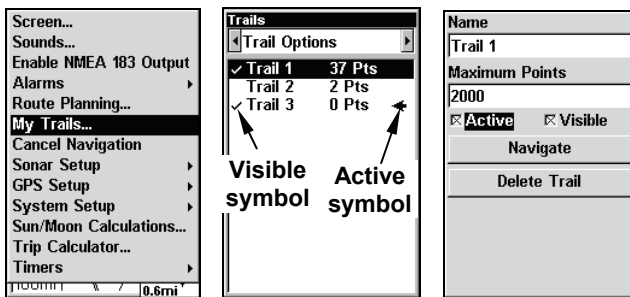 Screen...
Sounds...
Enable NMEA 183 Output
Alarms
Route Planning...
My Trails...
Cancel Navigation
Sonar Setup
GPS Setup
System Setup
Sun/Moon Calculations...
Trip Calculator...
Timers
0.6mi
Trails
Trail Options
Trail 1 37 Pts
Trail 2 2 Pts
Trail 3 0 Pts
Visible symbol
Active symbol
Name
Trail 1
Maximum Points
2000
Active Visible
Navigate
Delete Trail